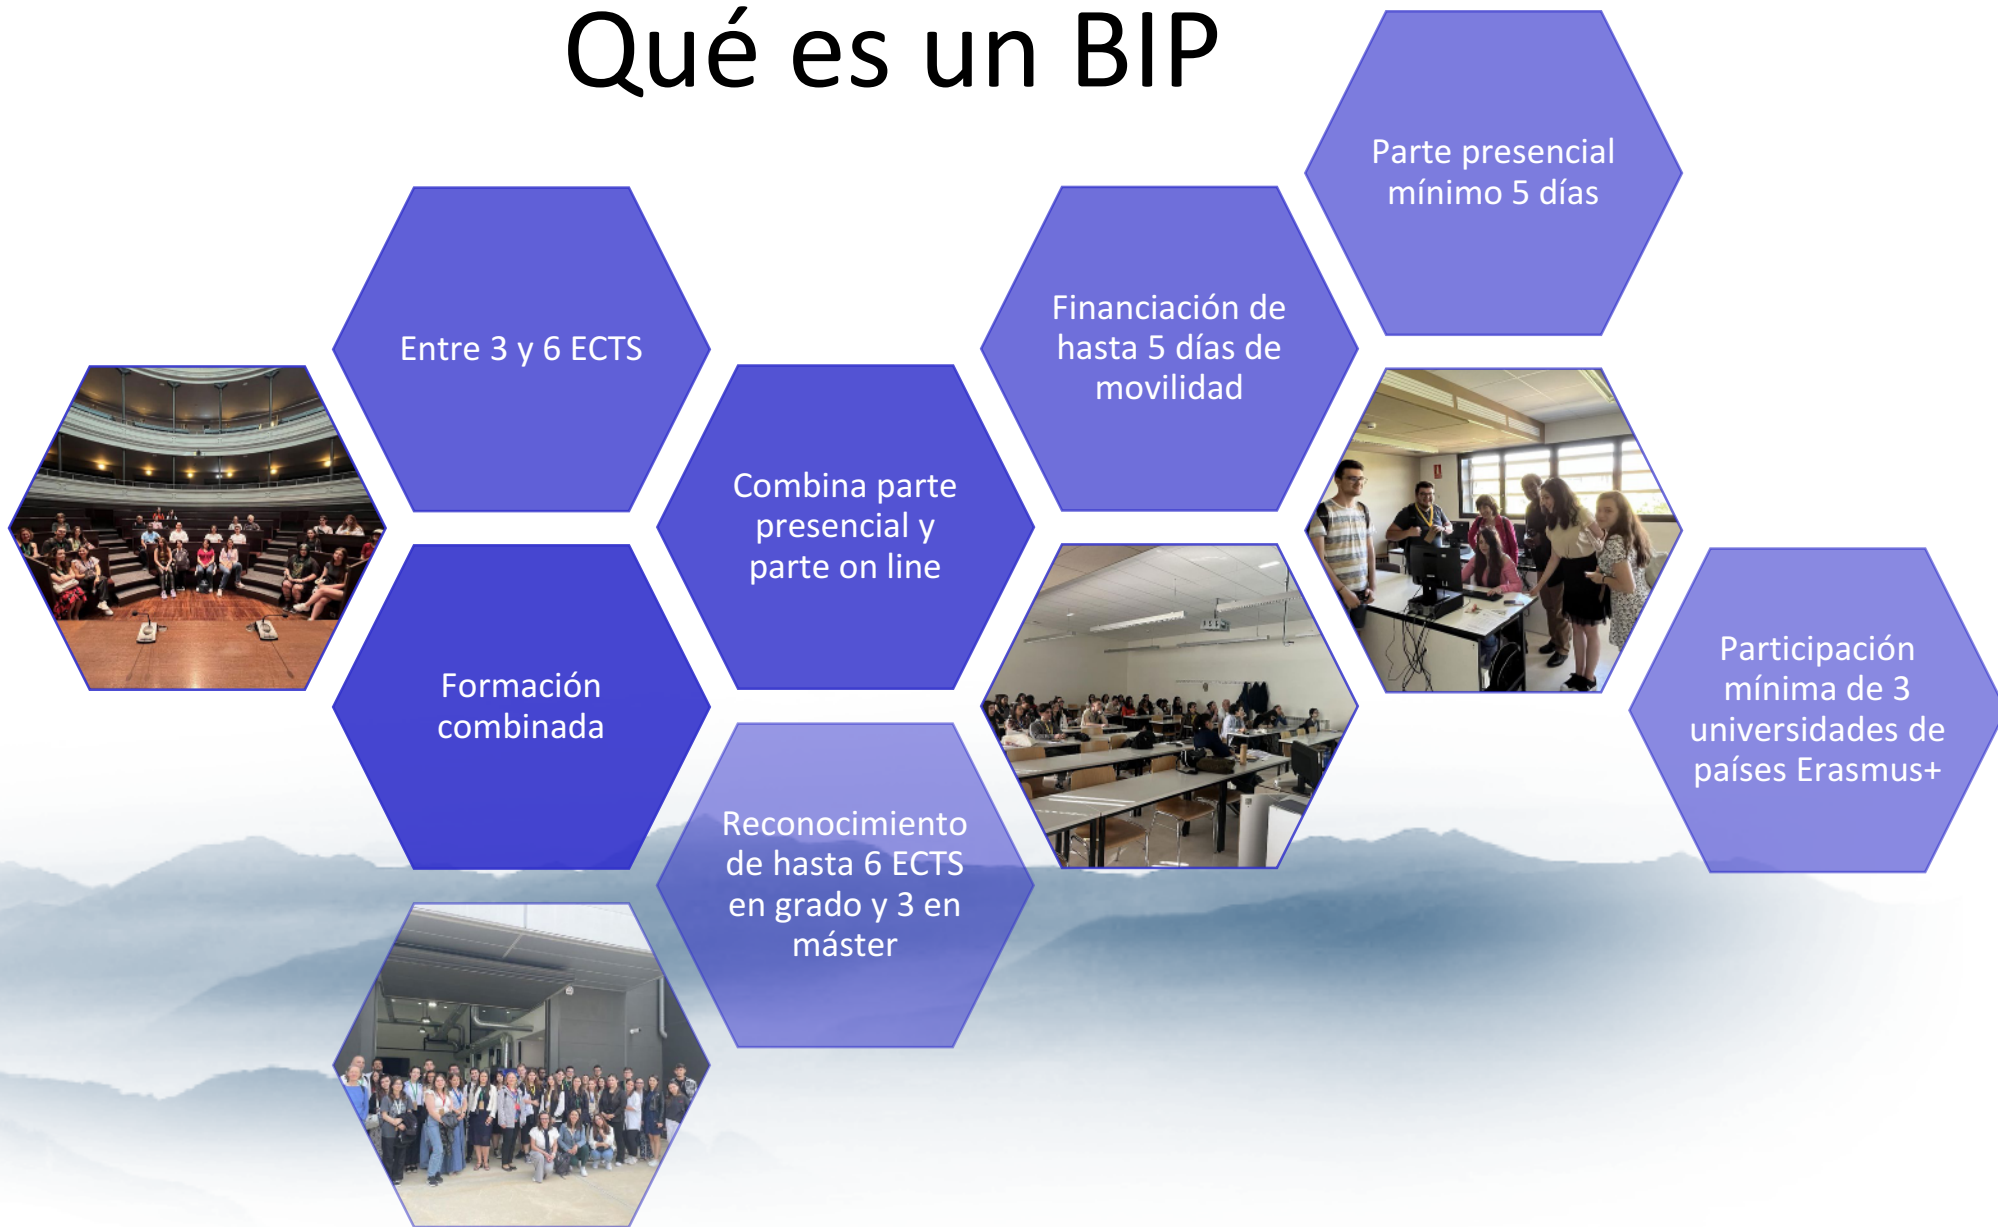 Qué es un BIP
Parte presencial
mínimo 5 días
Entre 3 y 6 ECTS
Financiación de
hasta 5 días de
movilidad
Combina parte
presencial y
parte on line
Formación
combinada
Participación
mínima de 3
universidades de
países Erasmus+
Reconocimiento
de hasta 6 ECTS
en grado y 3 en
máster